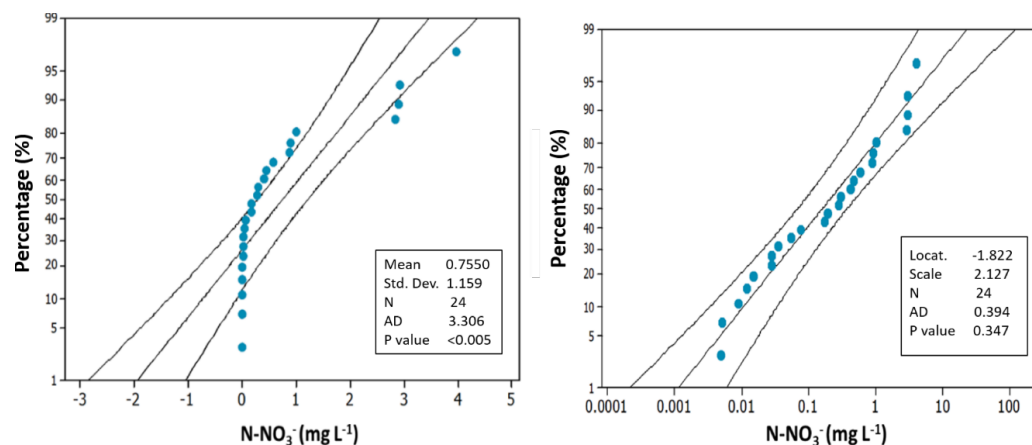 Percentage (%)
99
95
90
80
70
60
50
40
30
20
10
5
1
-3 -2 -1 0 1 2 3 4 5
N-NO₃⁻ (mg L⁻¹)
Mean 0.7550
Std. Dev. 1.159
N 24
AD 3.306
P value <0.005
Percentage (%)
99
95
90
80
70
60
50
40
30
20
10
5
1
0.0001 0.001 0.01 0.1 1 10 100
N-NO₃⁻ (mg L⁻¹)
Locat. -1.822
Scale 2.127
N 24
AD 0.394
P value 0.347